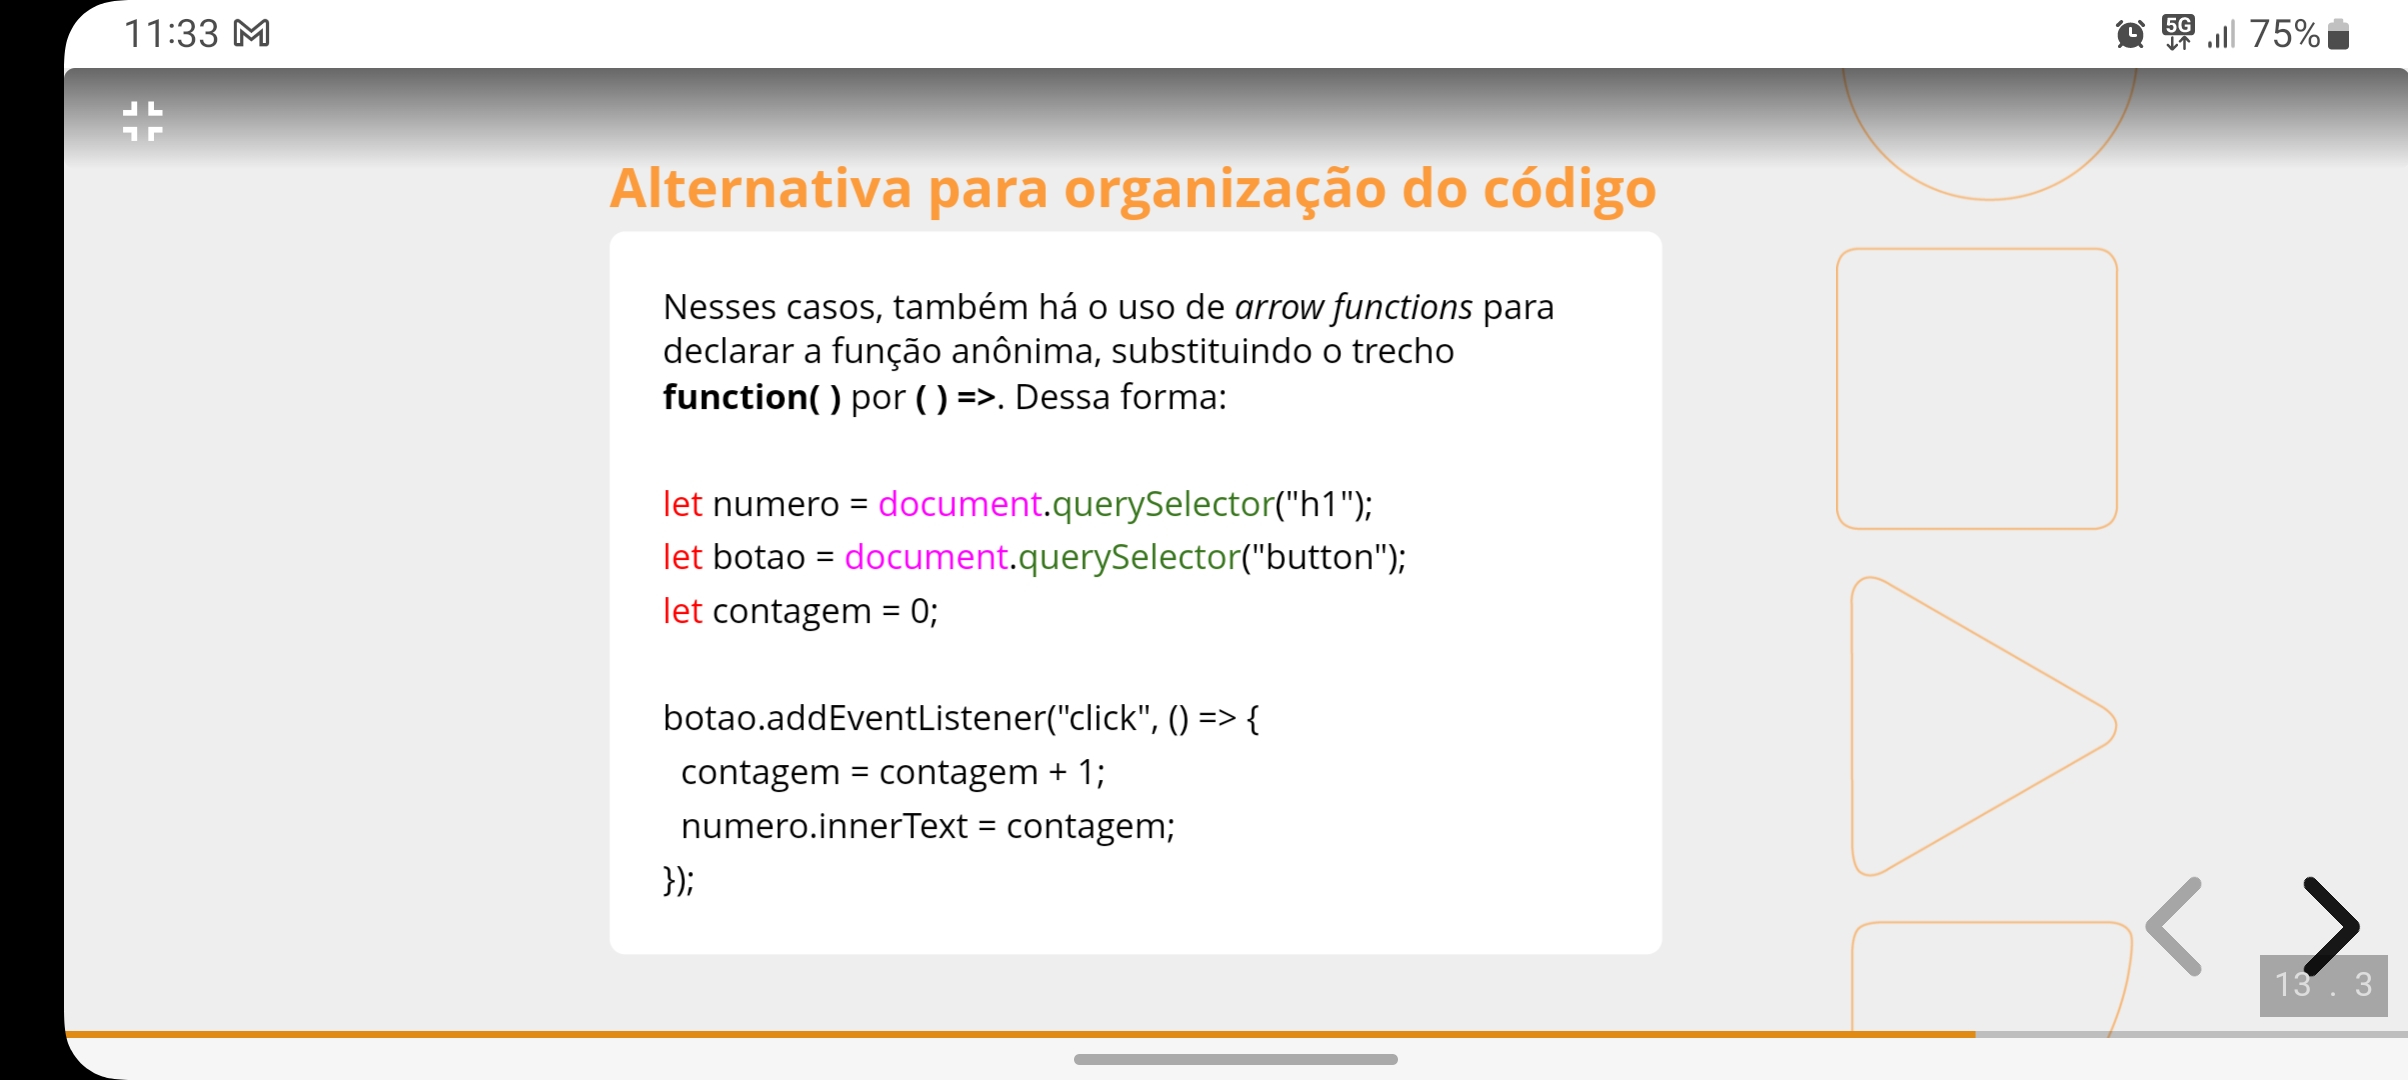 11:33
5G 75%
Alternativa para organização do código
Nesses casos, também há o uso de arrow functions para
declarar a função anônima, substituindo o trecho
function( ) por ( ) =>. Dessa forma:
let numero = document.querySelector("h1");
let botao = document.querySelector("button");
let contagem = 0;
botao.addEventListener("click", () => {
contagem = contagem + 1;
numero.innerText = contagem;
});
13 . 3